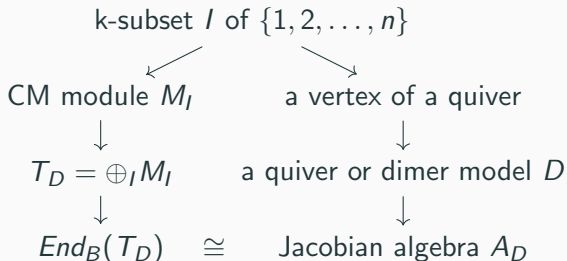 k-subset I of {1, 2, . . . , n}
CM module M_I a vertex of a quiver
T_D = ⊕_I M_I a quiver or dimer model D
End_B(T_D) ≅ Jacobian algebra A_D